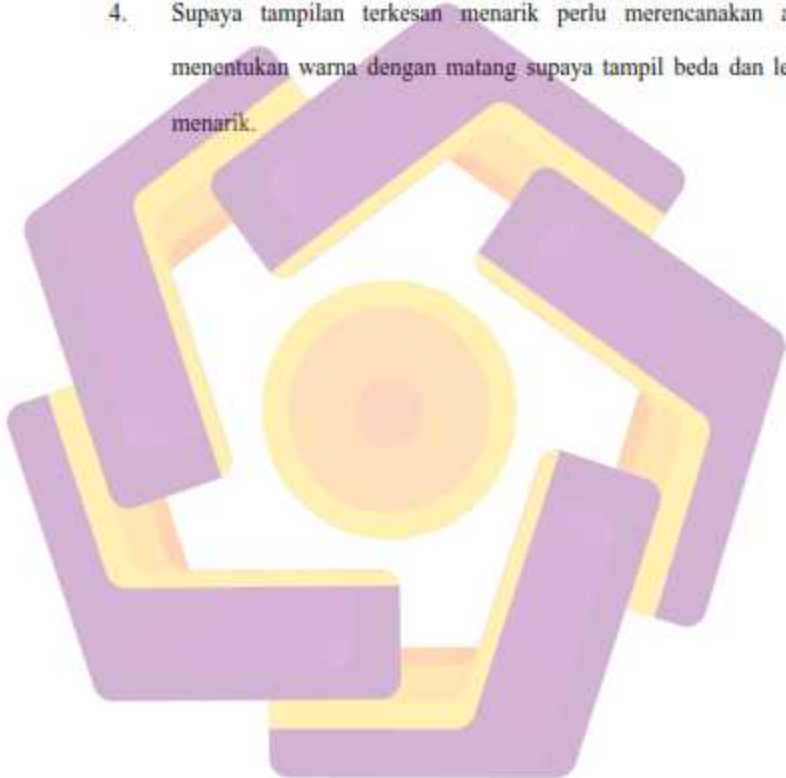 4. Supaya tampilan terkesan menarik perlu merencanakan
menentukan warna dengan matang supaya tampil beda dan
menarik.